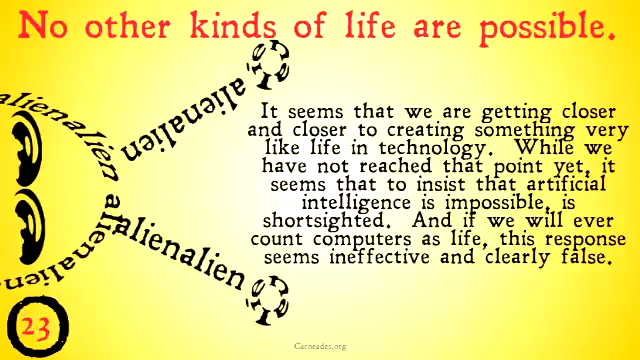 No other kinds of life are possible.
alienalien
alienalien
alien
It seems that we are getting closer
and closer to creating something very
like life in technology. While we
have not reached that point yet, it
seems that to insist that artificial
intelligence is impossible, is
shortsighted. And if we will ever
count computers as life, this response
seems ineffective and clearly false.
alienalien
alienalien
23
Carneades.org